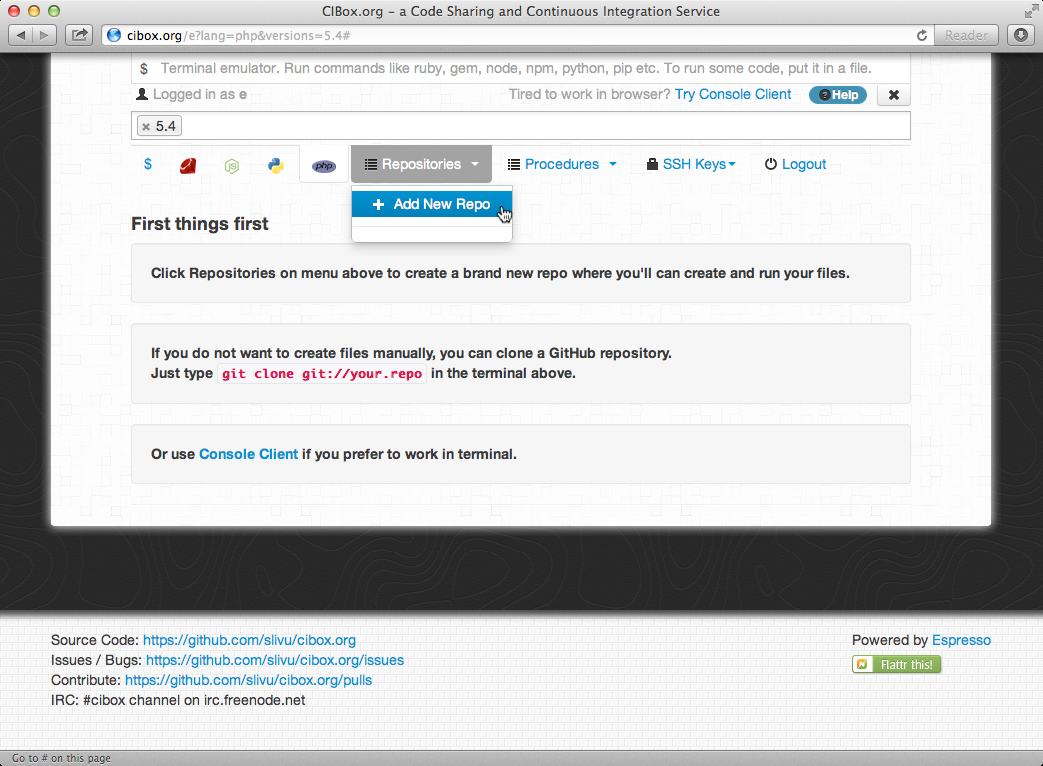 CIBox.org – a Code Sharing and Continuous Integration Service
cibox.org/e?lang=php&versions=5.4#
Reader
$ Terminal emulator. Run commands like ruby, gem, node, npm, python, pip etc. To run some code, put it in a file.
Logged in as e
Tired to work in browser? Try Console Client
? Help
✖
× 5.4
$
JS
php
Repositories
Procedures
SSH Keys
Logout
+ Add New Repo
First things first
Click Repositories on menu above to create a brand new repo where you'll can create and run your files.
If you do not want to create files manually, you can clone a GitHub repository.
Just type git clone git://your.repo in the terminal above.
Or use Console Client if you prefer to work in terminal.
Source Code: https://github.com/slivu/cibox.org
Issues / Bugs: https://github.com/slivu/cibox.org/issues
Contribute: https://github.com/slivu/cibox.org/pulls
IRC: #cibox channel on irc.freenode.net
Powered by Espresso
Flattr this!
Go to # on this page